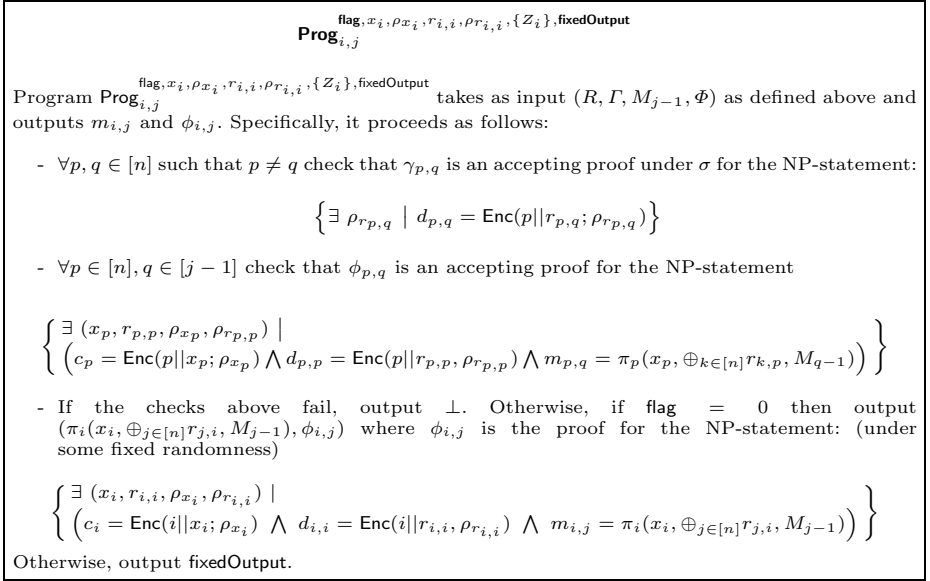 Prog_{i,j}^{flag,x_i,ρ_{x_i},r_{i,i},ρ_{r_{i,i}},{Z_i},fixedOutput}
Program Prog_{i,j}^{flag,x_i,ρ_{x_i},r_{i,i},ρ_{r_{i,i}},{Z_i},fixedOutput} takes as input (R, Γ, M_{j−1}, Φ) as defined above and
outputs m_{i,j} and ϕ_{i,j}. Specifically, it proceeds as follows:
- ∀p, q ∈ [n] such that p ≠ q check that γ_{p,q} is an accepting proof under σ for the NP-statement:
{∃ ρ_{r_{p,q}} | d_{p,q} = Enc(p||r_{p,q}; ρ_{r_{p,q}})}
- ∀p ∈ [n], q ∈ [j − 1] check that ϕ_{p,q} is an accepting proof for the NP-statement
{ ∃ (x_p, r_{p,p}, ρ_{x_p}, ρ_{r_{p,p}}) |
(c_p = Enc(p||x_p; ρ_{x_p}) ⋀ d_{p,p} = Enc(p||r_{p,p}, ρ_{r_{p,p}}) ⋀ m_{p,q} = π_p(x_p, ⊕_{k∈[n]}r_{k,p}, M_{q−1})) }
- If the checks above fail, output ⊥. Otherwise, if flag = 0 then output
(π_i(x_i, ⊕_{j∈[n]}r_{j,i}, M_{j−1}), ϕ_{i,j}) where ϕ_{i,j} is the proof for the NP-statement: (under
some fixed randomness)
{ ∃ (x_i, r_{i,i}, ρ_{x_i}, ρ_{r_{i,i}}) |
(c_i = Enc(i||x_i; ρ_{x_i}) ⋀ d_{i,i} = Enc(i||r_{i,i}, ρ_{r_{i,i}}) ⋀ m_{i,j} = π_i(x_i, ⊕_{j∈[n]}r_{j,i}, M_{j−1})) }
Otherwise, output fixedOutput.